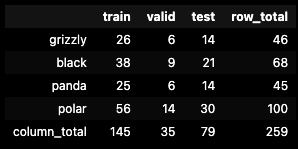 train valid test row_total
grizzly 26 6 14 46
black 38 9 21 68
panda 25 6 14 45
polar 56 14 30 100
column_total 145 35 79 259